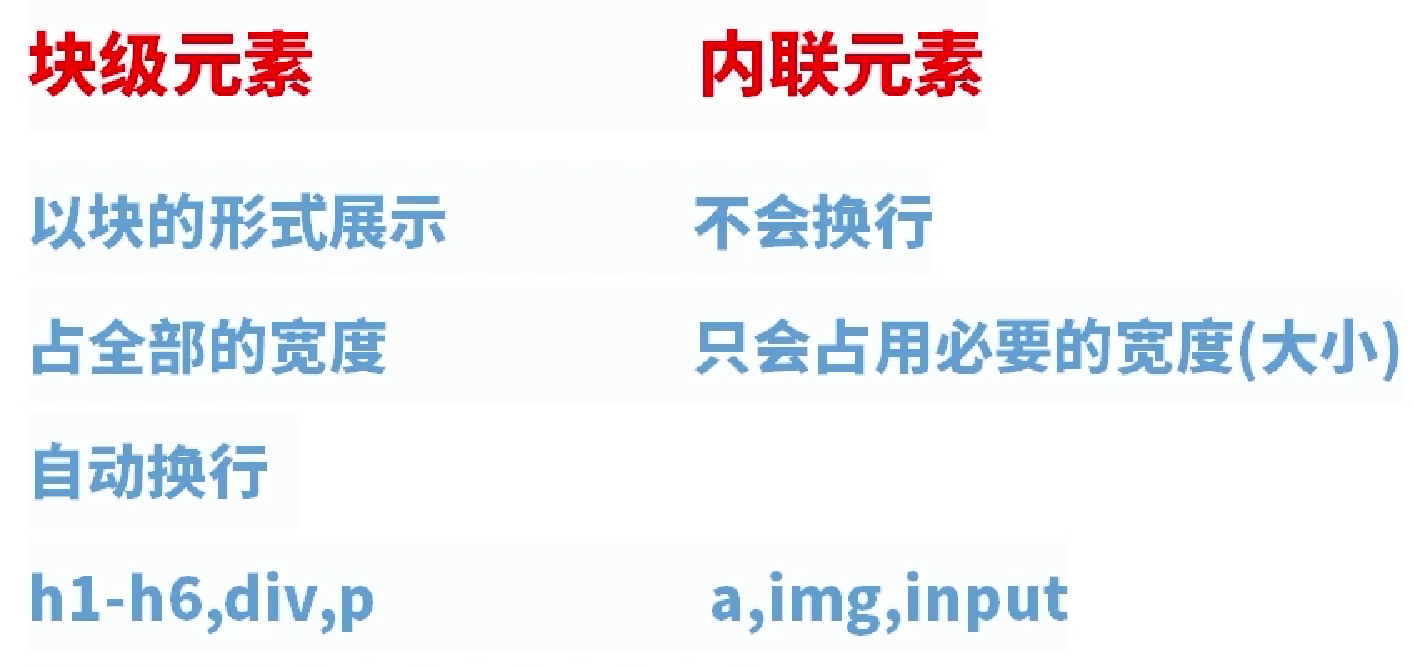 块级元素 内联元素
以块的形式展示 不会换行
占全部的宽度 只会占用必要的宽度(大小)
自动换行
h1-h6,div,p a,img,input